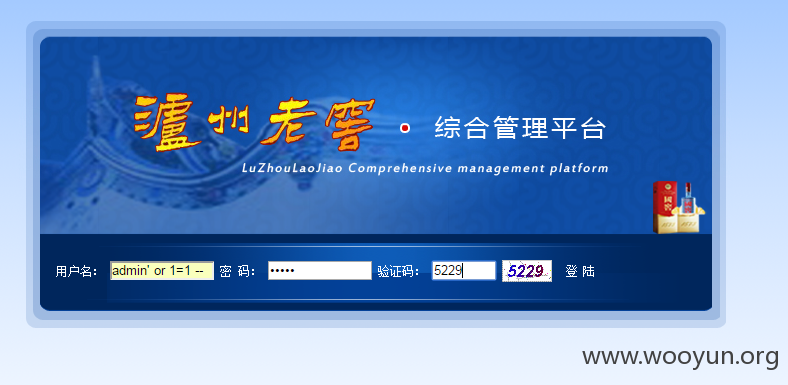 泸州老窖 综合管理平台
LuZhouLaoJiao Comprehensive management platform
用户名： admin' or 1=1 -- 密 码： ••••• 验证码： 5229 5229 登 陆
www.wooyun.org